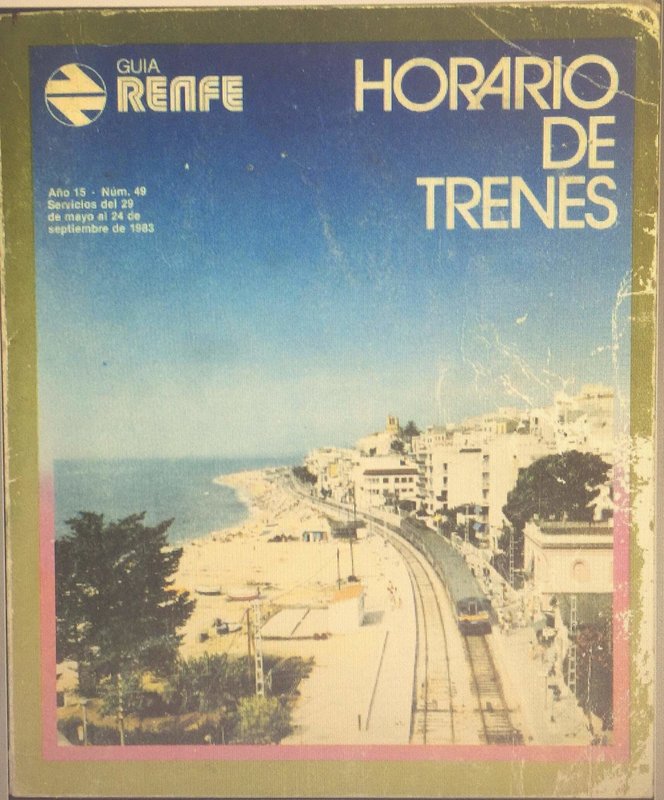 GUIA
RENFE
HORARIO
DE
TRENES
Año 15 - Núm. 49
Servicios del 29
de mayo al 24 de
septiembre de 1983